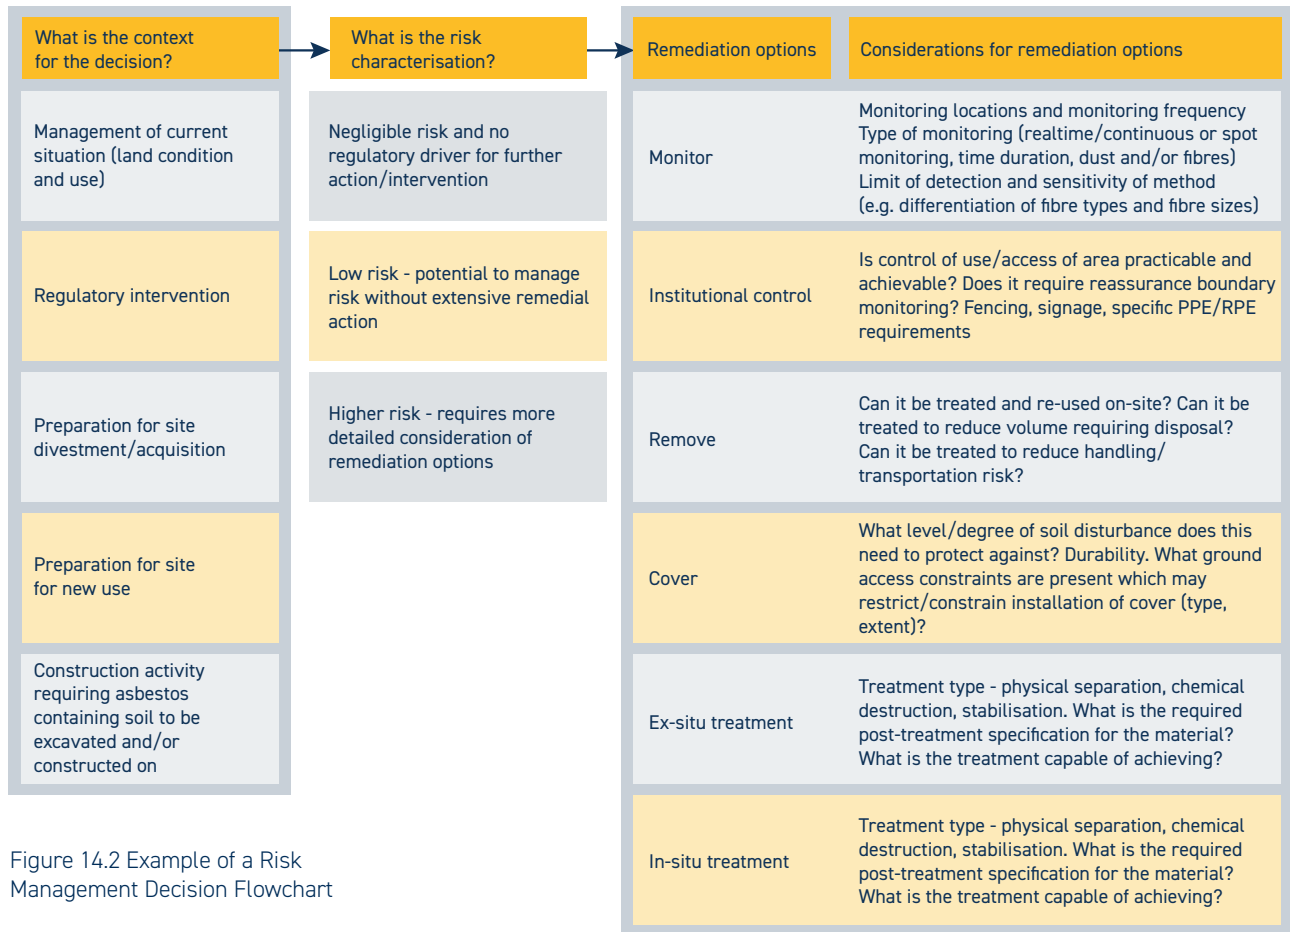 What is the context
for the decision?
What is the risk
characterisation?
Remediation options
Considerations for remediation options
Management of current
situation (land condition
and use)
Regulatory intervention
Preparation for site
divestment/acquisition
Preparation for site
for new use
Construction activity
requiring asbestos
containing soil to be
excavated and/or
constructed on
Negligible risk and no
regulatory driver for further
action/intervention
Low risk - potential to manage
risk without extensive remedial
action
Higher risk - requires more
detailed consideration of
remediation options
Monitor
Monitoring locations and monitoring frequency
Type of monitoring (realtime/continuous or spot
monitoring, time duration, dust and/or fibres)
Limit of detection and sensitivity of method
(e.g. differentiation of fibre types and fibre sizes)
Institutional control
Is control of use/access of area practicable and
achievable? Does it require reassurance boundary
monitoring? Fencing, signage, specific PPE/RPE
requirements
Remove
Can it be treated and re-used on-site? Can it be
treated to reduce volume requiring disposal?
Can it be treated to reduce handling/
transportation risk?
Cover
What level/degree of soil disturbance does this
need to protect against? Durability. What ground
access constraints are present which may
restrict/constrain installation of cover (type,
extent)?
Ex-situ treatment
Treatment type - physical separation, chemical
destruction, stabilisation. What is the required
post-treatment specification for the material?
What is the treatment capable of achieving?
In-situ treatment
Treatment type - physical separation, chemical
destruction, stabilisation. What is the required
post-treatment specification for the material?
What is the treatment capable of achieving?
Figure 14.2 Example of a Risk
Management Decision Flowchart